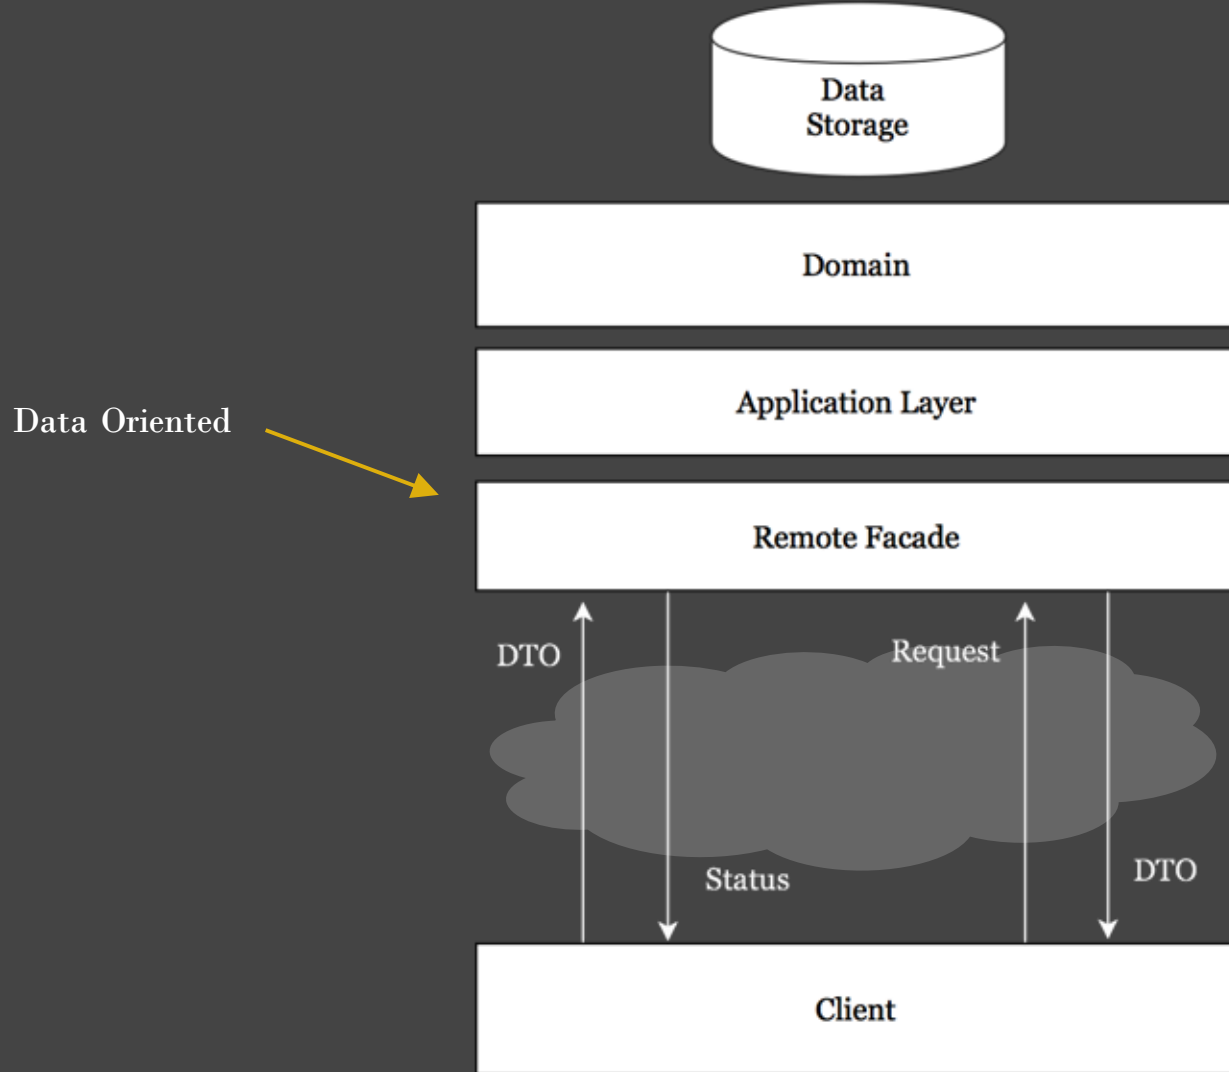 Data
Storage
Domain
Application Layer
Data Oriented
Remote Facade
DTO
Request
Status
DTO
Client